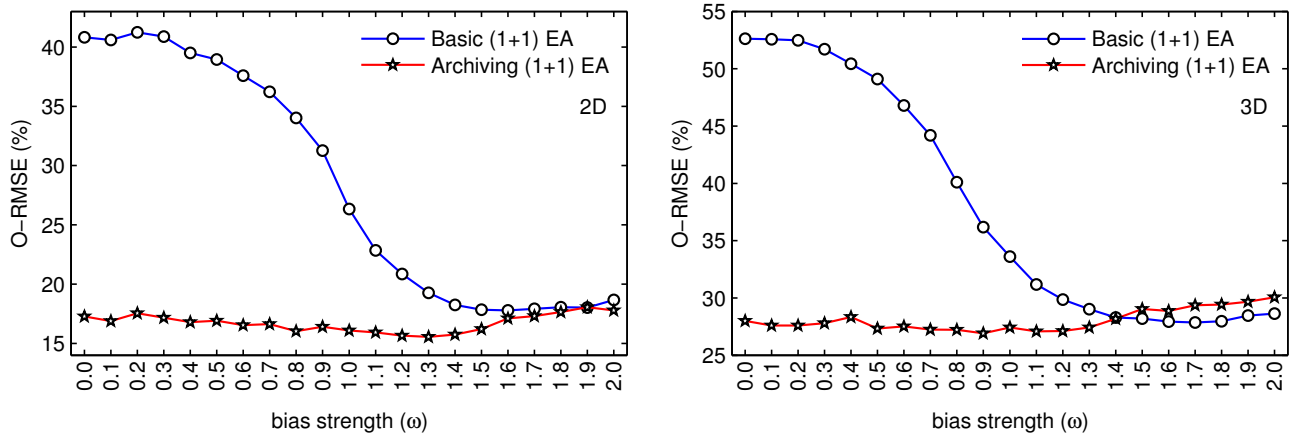 40
35
30
25
20
15
O−RMSE (%)
Basic (1+1) EA
Archiving (1+1) EA
2D
0.0 0.1 0.2 0.3 0.4 0.5 0.6 0.7 0.8 0.9 1.0 1.1 1.2 1.3 1.4 1.5 1.6 1.7 1.8 1.9 2.0
bias strength (ω)
55
50
45
40
35
30
25
O−RMSE (%)
Basic (1+1) EA
Archiving (1+1) EA
3D
0.0 0.1 0.2 0.3 0.4 0.5 0.6 0.7 0.8 0.9 1.0 1.1 1.2 1.3 1.4 1.5 1.6 1.7 1.8 1.9 2.0
bias strength (ω)